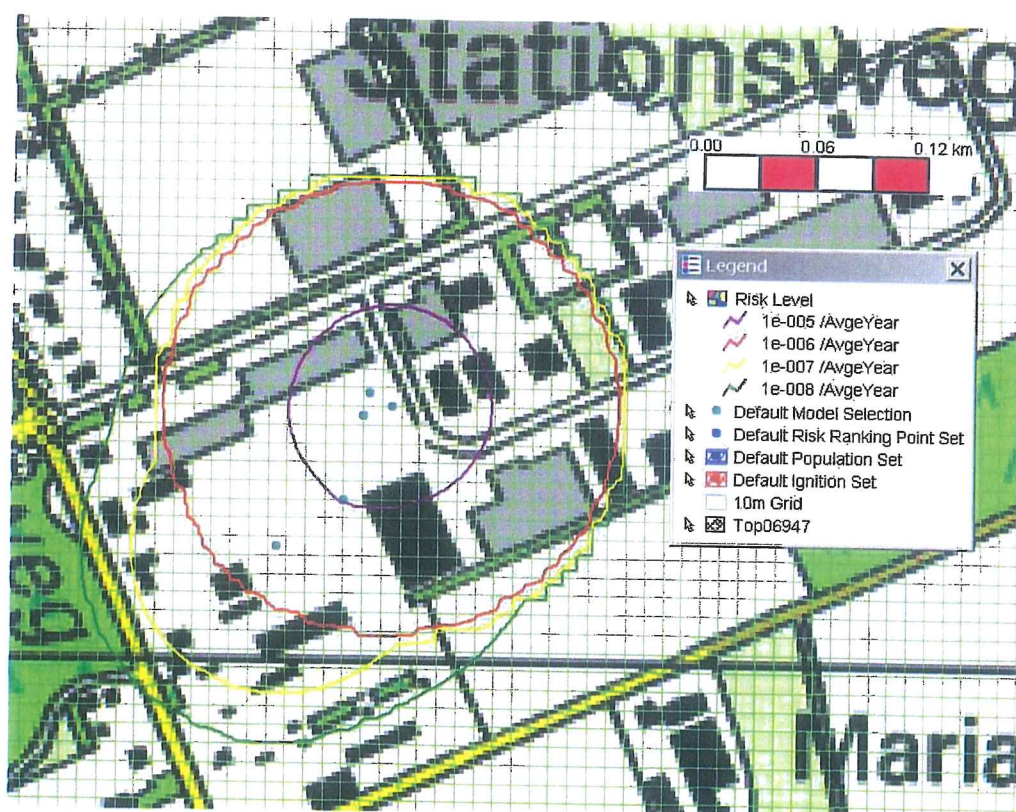 Stationsweg
0.00 0.06 0.12 km
Legend
Risk Level
1e-005 /AvgeYear
1e-006 /AvgeYear
1e-007 /AvgeYear
1e-008 /AvgeYear
Default Model Selection
Default Risk Ranking Point Set
Default Population Set
Default Ignition Set
10m Grid
Top06947
Maria